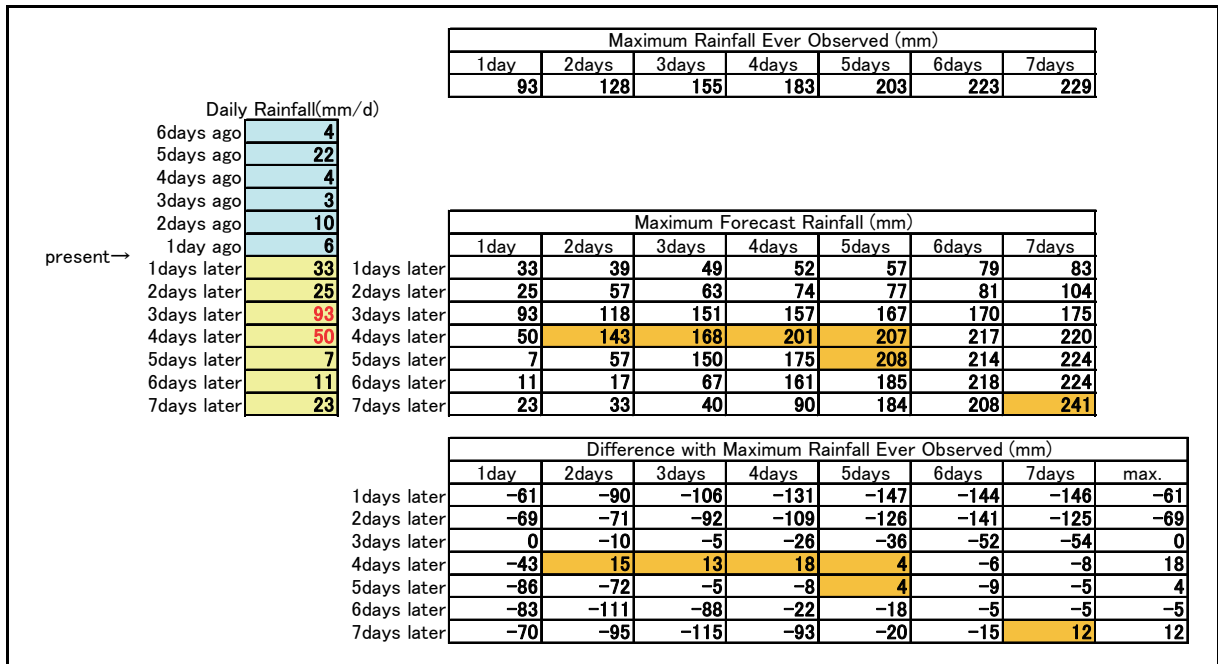 Maximum Rainfall Ever Observed (mm)
1day 2days 3days 4days 5days 6days 7days
93 128 155 183 203 223 229
Daily Rainfall(mm/d)
6days ago 4
5days ago 22
4days ago 4
3days ago 3
2days ago 10
1day ago 6
present→
1days later 33
2days later 25
3days later 93
4days later 50
5days later 7
6days later 11
7days later 23
Maximum Forecast Rainfall (mm)
1day 2days 3days 4days 5days 6days 7days
1days later 33 39 49 52 57 79 83
2days later 25 57 63 74 77 81 104
3days later 93 118 151 157 167 170 175
4days later 50 143 168 201 207 217 220
5days later 7 57 150 175 208 214 224
6days later 11 17 67 161 185 218 224
7days later 23 33 40 90 184 208 241
Difference with Maximum Rainfall Ever Observed (mm)
1day 2days 3days 4days 5days 6days 7days max.
1days later −61 −90 −106 −131 −147 −144 −146 −61
2days later −69 −71 −92 −109 −126 −141 −125 −69
3days later 0 −10 −5 −26 −36 −52 −54 0
4days later −43 15 13 18 4 −6 −8 18
5days later −86 −72 −5 −8 4 −9 −5 4
6days later −83 −111 −88 −22 −18 −5 −5 −5
7days later −70 −95 −115 −93 −20 −15 12 12